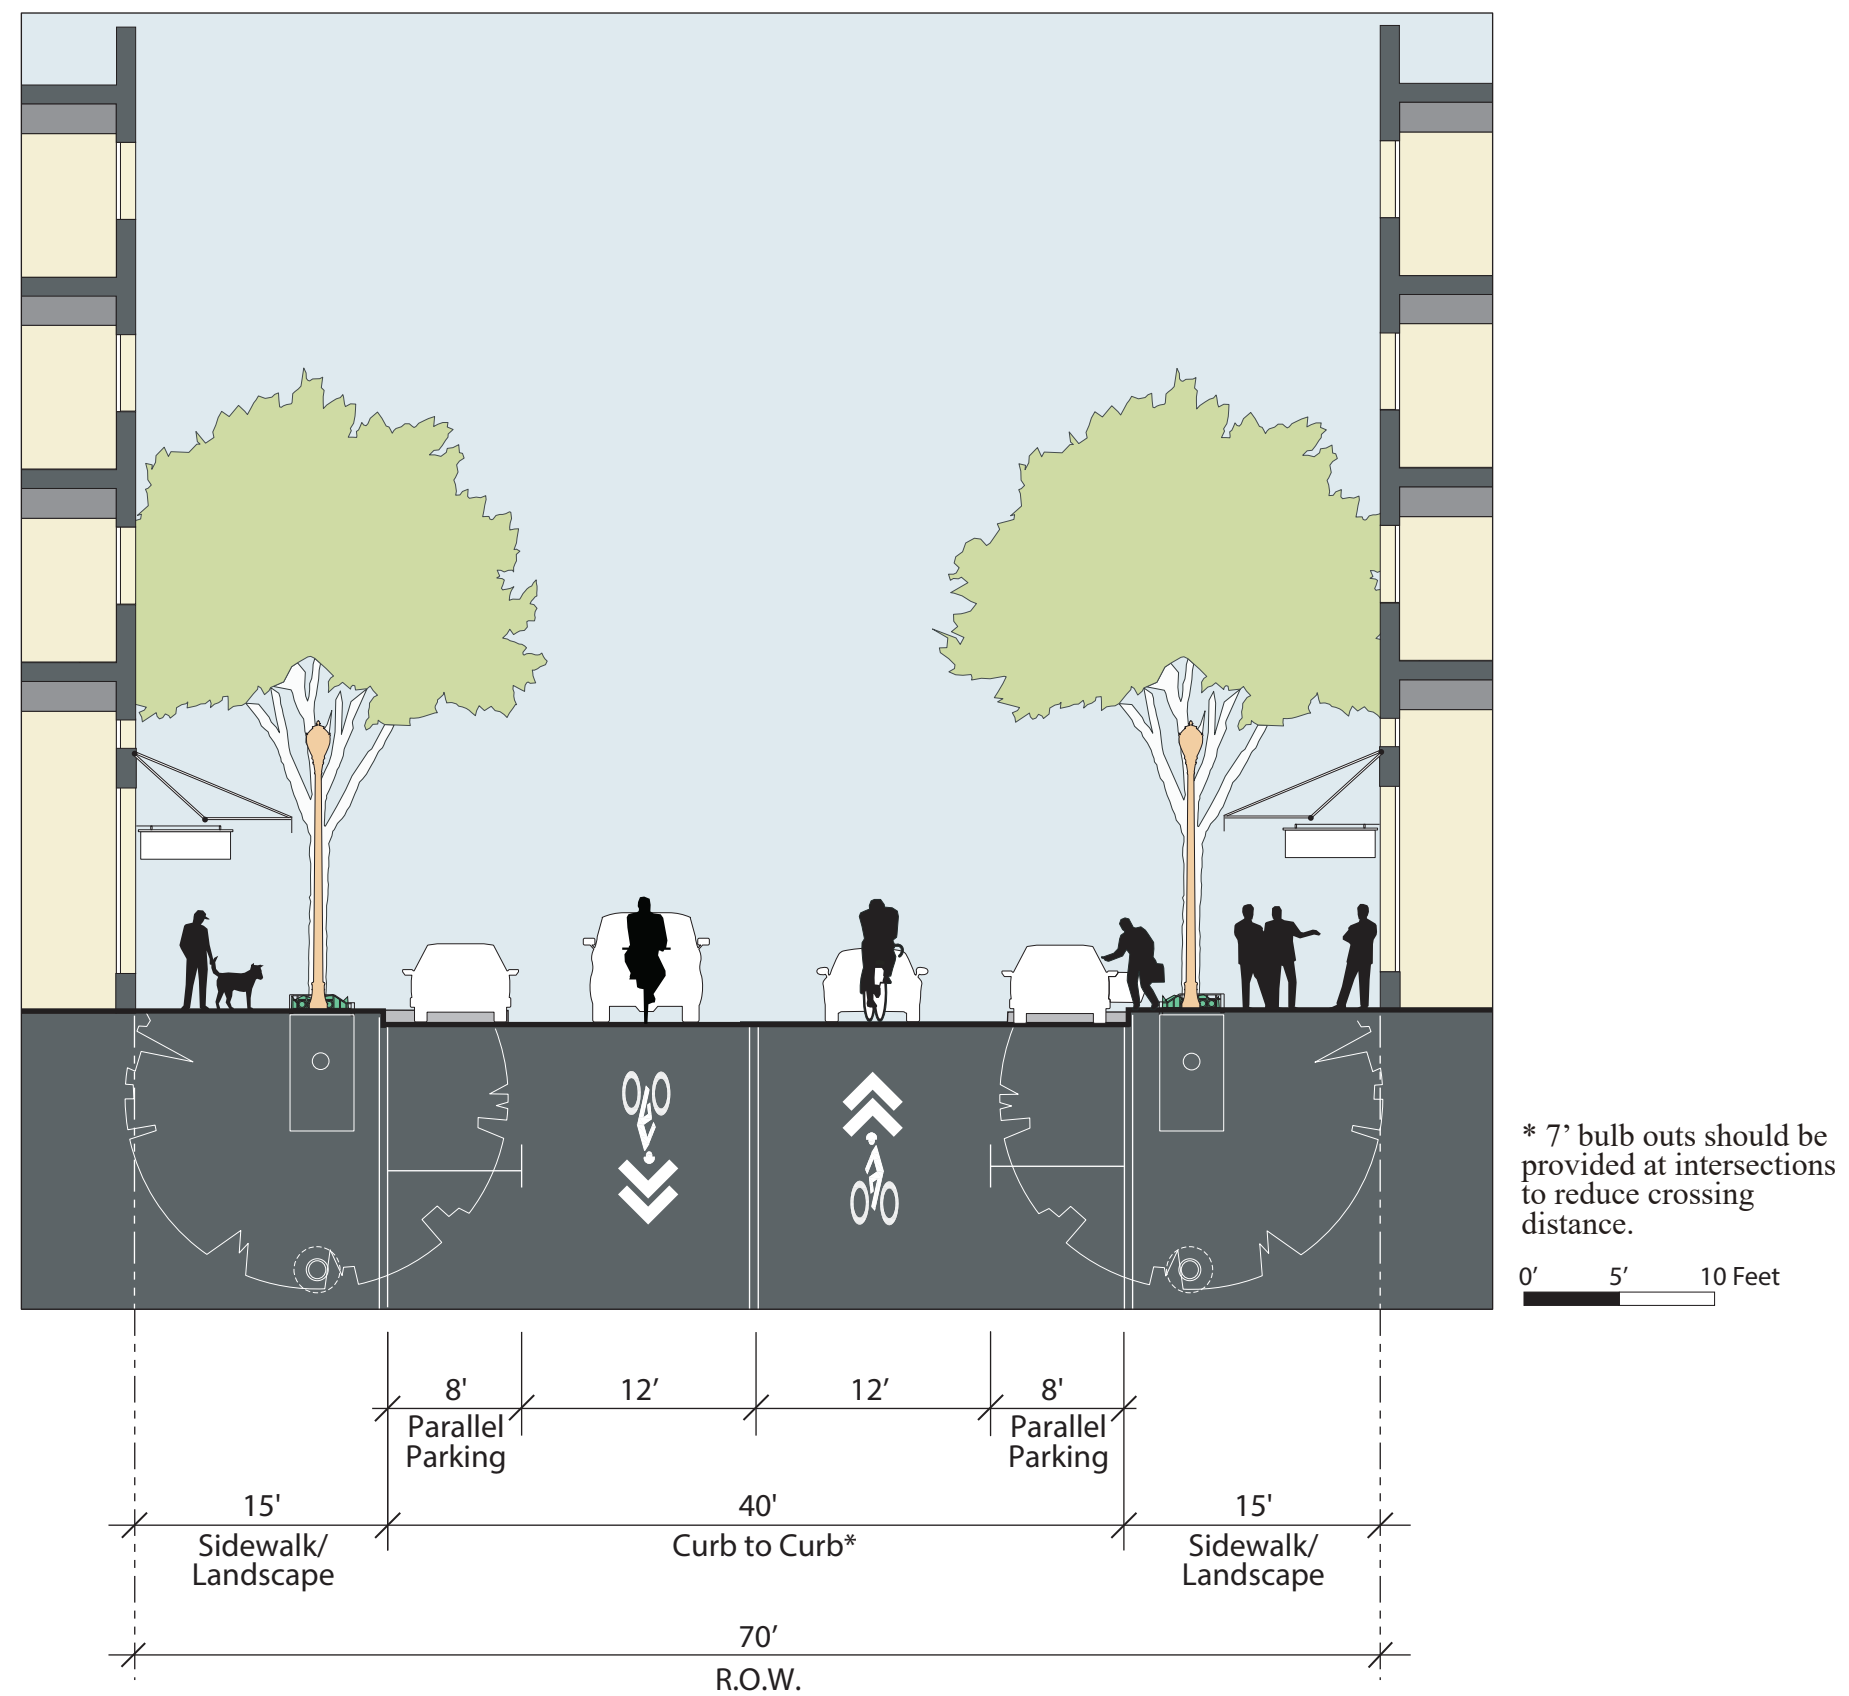 * 7’ bulb outs should be
provided at intersections
to reduce crossing
distance.
0’ 5’ 10 Feet
8' 12’ 12’ 8'
Parallel
Parking
Parallel
Parking
15' 40' 15'
Sidewalk/
Landscape
Curb to Curb*
Sidewalk/
Landscape
70’
R.O.W.